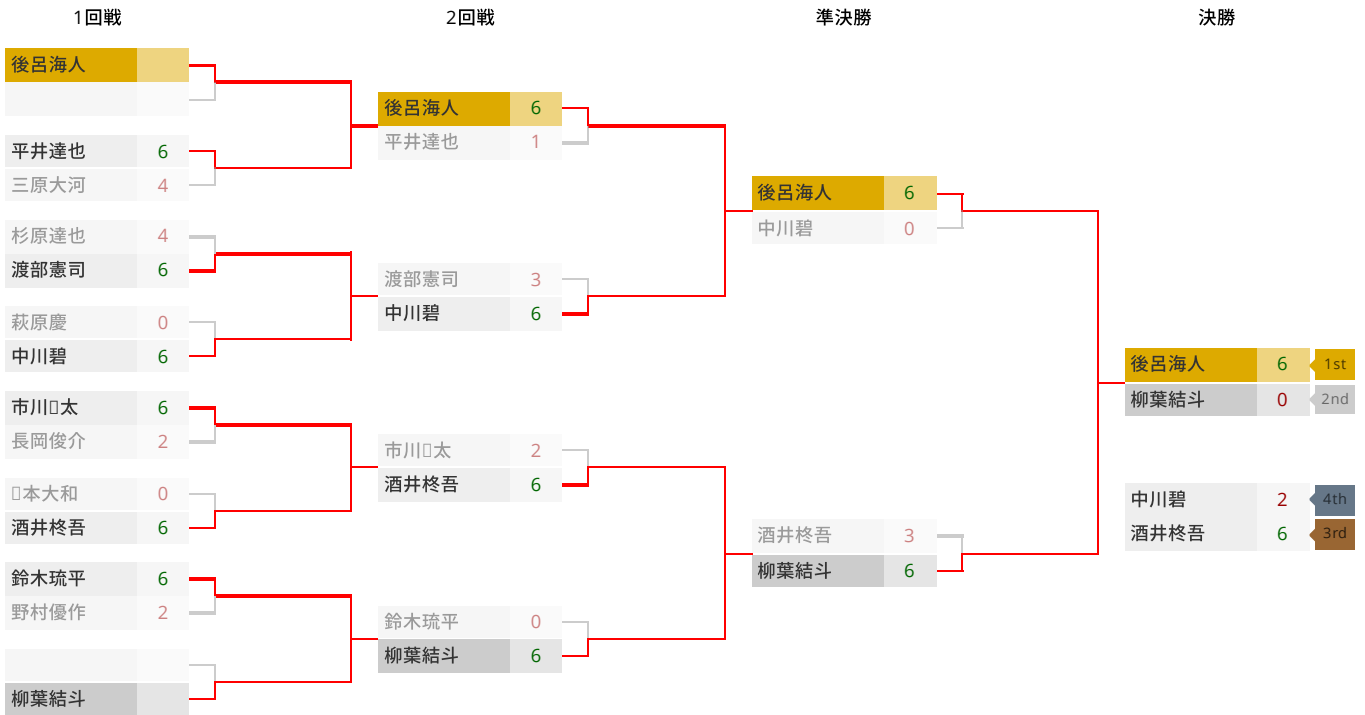 1回戦 2回戦 準決勝 決勝
後呂海人
平井達也 6
三原大河 4
杉原達也 4
渡部憲司 6
萩原慶 0
中川碧 6
市川▯太 6
長岡俊介 2
▯本大和 0
酒井柊吾 6
鈴木琉平 6
野村優作 2
柳葉結斗
後呂海人 6
平井達也 1
渡部憲司 3
中川碧 6
市川▯太 2
酒井柊吾 6
鈴木琉平 0
柳葉結斗 6
後呂海人 6
中川碧 0
酒井柊吾 3
柳葉結斗 6
後呂海人 6 1st
柳葉結斗 0 2nd
中川碧 2 4th
酒井柊吾 6 3rd